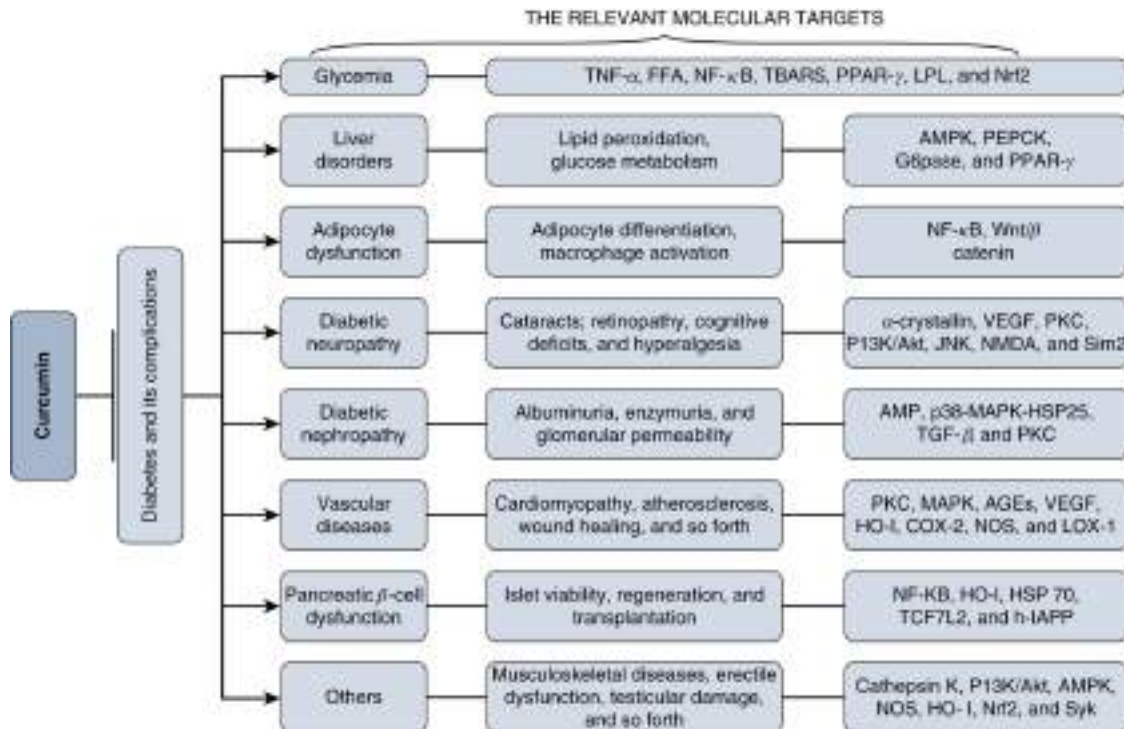 THE RELEVANT MOLECULAR TARGETS
Curcumin
Diabetes and its complications
Glycemia
TNF-α, FFA, NF-κB, TBARS, PPAR-γ, LPL, and Nrf2
Liver
disorders
Lipid peroxidation,
glucose metabolism
AMPK, PEPCK,
G6pase, and PPAR-γ
Adipocyte
dysfunction
Adipocyte differentiation,
macrophage activation
NF-κB, Wnt/β
catenin
Diabetic
neuropathy
Cataracts; retinopathy, cognitive
deficits, and hyperalgesia
α-crystallin, VEGF, PKC,
P13K/Akt, JNK, NMDA, and Sim2
Diabetic
nephropathy
Albuminuria, enzymuria, and
glomerular permeability
AMP, p38-MAPK-HSP25,
and PKC
Vascular
diseases
Cardiomyopathy, atherosclerosis,
wound healing, and so forth
PKC, MAPK, AGEs, VEGF,
HO-I, COX-2, NOS, and LOX-1
Pancreatic β-cell
dysfunction
Islet viability, regeneration, and
transplantation
NF-KB, HO-I, HSP 70,
TCF7L2, and h-IAPP
Others
Musculoskeletal diseases, erectile
dysfunction, testicular damage,
and so forth
Cathepsin K, P13K/Akt, AMPK,
NOS, HO- I, Nrf2, and Syk